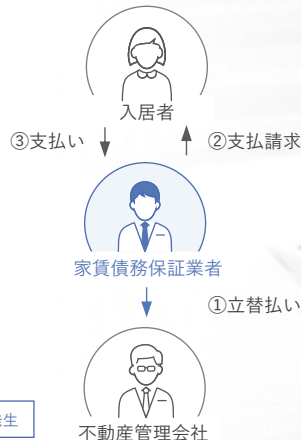 入居者
③支払い
②支払請求
家賃債務保証業者
①立替払い
生
不動産管理会社